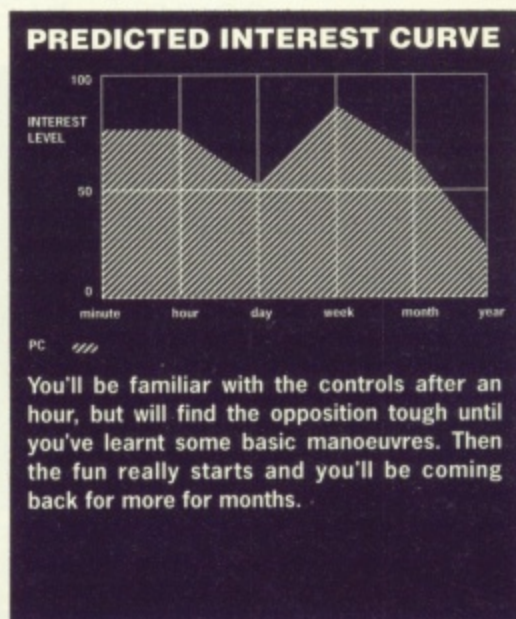 PREDICTED INTEREST CURVE
100
INTEREST
LEVEL
50
0
minute hour day week month year
PC
You'll be familiar with the controls after an
hour, but will find the opposition tough until
you've learnt some basic manoeuvres. Then
the fun really starts and you'll be coming
back for more for months.